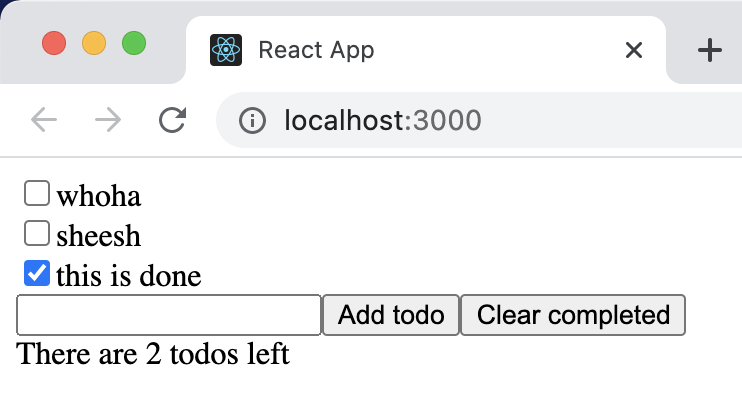 React App
localhost:3000
whoha
sheesh
this is done
Add todo Clear completed
There are 2 todos left